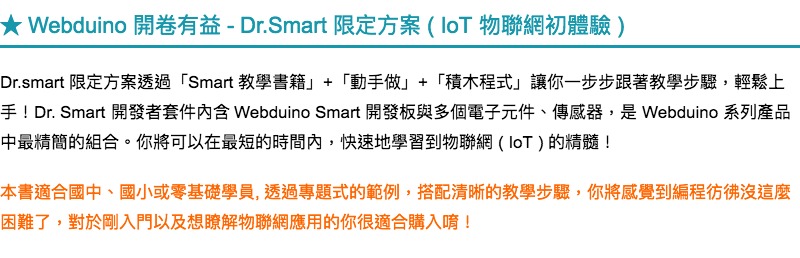 ★ Webduino 開卷有益 - Dr.Smart 限定方案 ( IoT 物聯網初體驗 )
Dr.smart 限定方案透過「Smart 教學書籍」+「動手做」+「積木程式」讓你一步步跟著教學步驟，輕鬆上
手！Dr. Smart 開發者套件內含 Webduino Smart 開發板與多個電子元件、傳感器，是 Webduino 系列產品
中最精簡的組合。你將可以在最短的時間內，快速地學習到物聯網 ( IoT ) 的精髓！
本書適合國中、國小或零基礎學員, 透過專題式的範例，搭配清晰的教學步驟，你將感覺到編程彷彿沒這麼
困難了，對於剛入門以及想瞭解物聯網應用的你很適合購入唷！